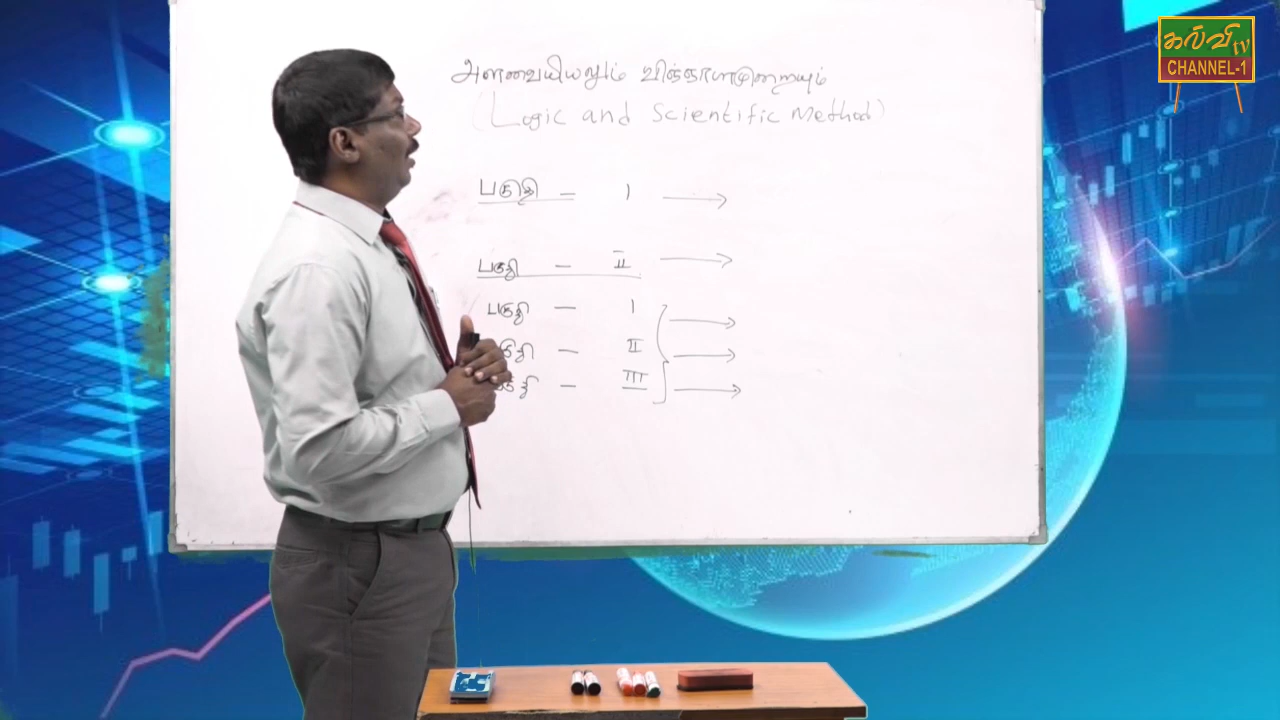 கல்வி tv
CHANNEL-1
அளவையியலும் விஞ்ஞானமுறையும்
(Logic and Scientific Method)
பகுதி - I →
பகுதி - II →
பகுதி - I →
- II →
- III →